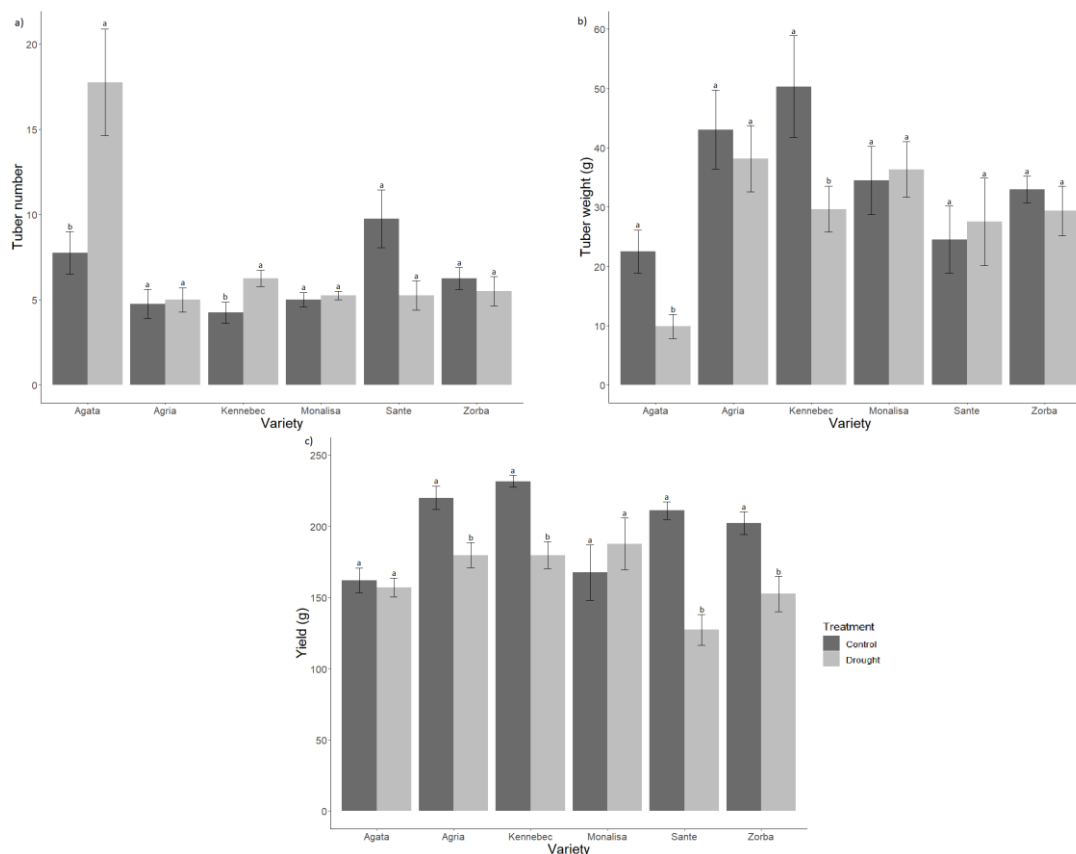 a)
Tuber number
20
15
10
5
0
a
b
a
a
b
a
a
a
a
a
a
a
Agata Agria Kennebec Monalisa Sante Zorba
Variety
b)
Tuber weight (g)
60
50
40
30
20
10
0
a
b
a
a
a
b
a
a
a
a
a
a
Agata Agria Kennebec Monalisa Sante Zorba
Variety
c)
Yield (g)
250
200
150
100
50
0
a
a
a
b
a
b
a
a
a
b
a
b
Agata Agria Kennebec Monalisa Sante Zorba
Variety
Treatment
Control
Drought